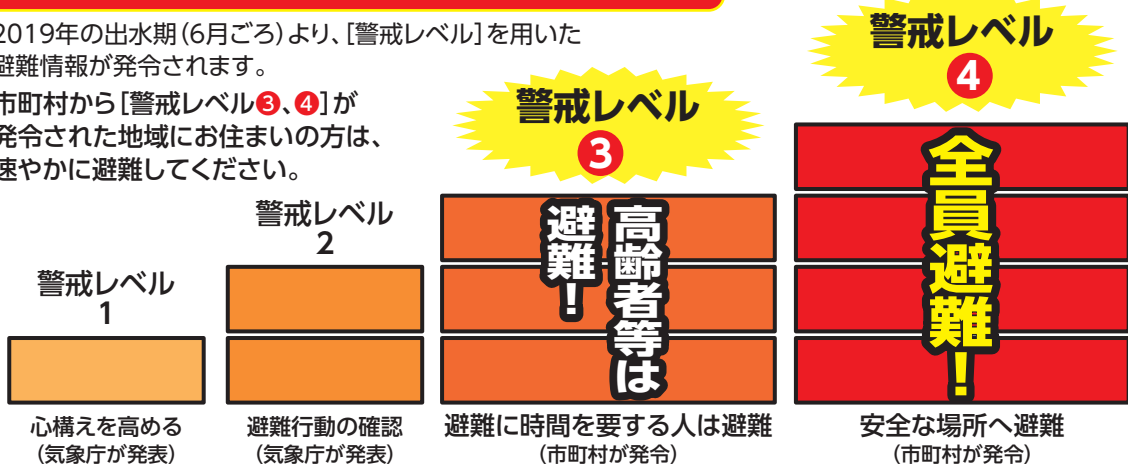 2019年の出水期(6月ごろ)より、[警戒レベル]を用いた
避難情報が発令されます。
市町村から[警戒レベル❸、❹]が
発令された地域にお住まいの方は、
速やかに避難してください。
警戒レベル
1
心構えを高める
(気象庁が発表)
警戒レベル
2
避難行動の確認
(気象庁が発表)
警戒レベル
❸
高齢者等は
避難!
避難に時間を要する人は避難
(市町村が発令)
警戒レベル
❹
全員避難!
安全な場所へ避難
(市町村が発令)